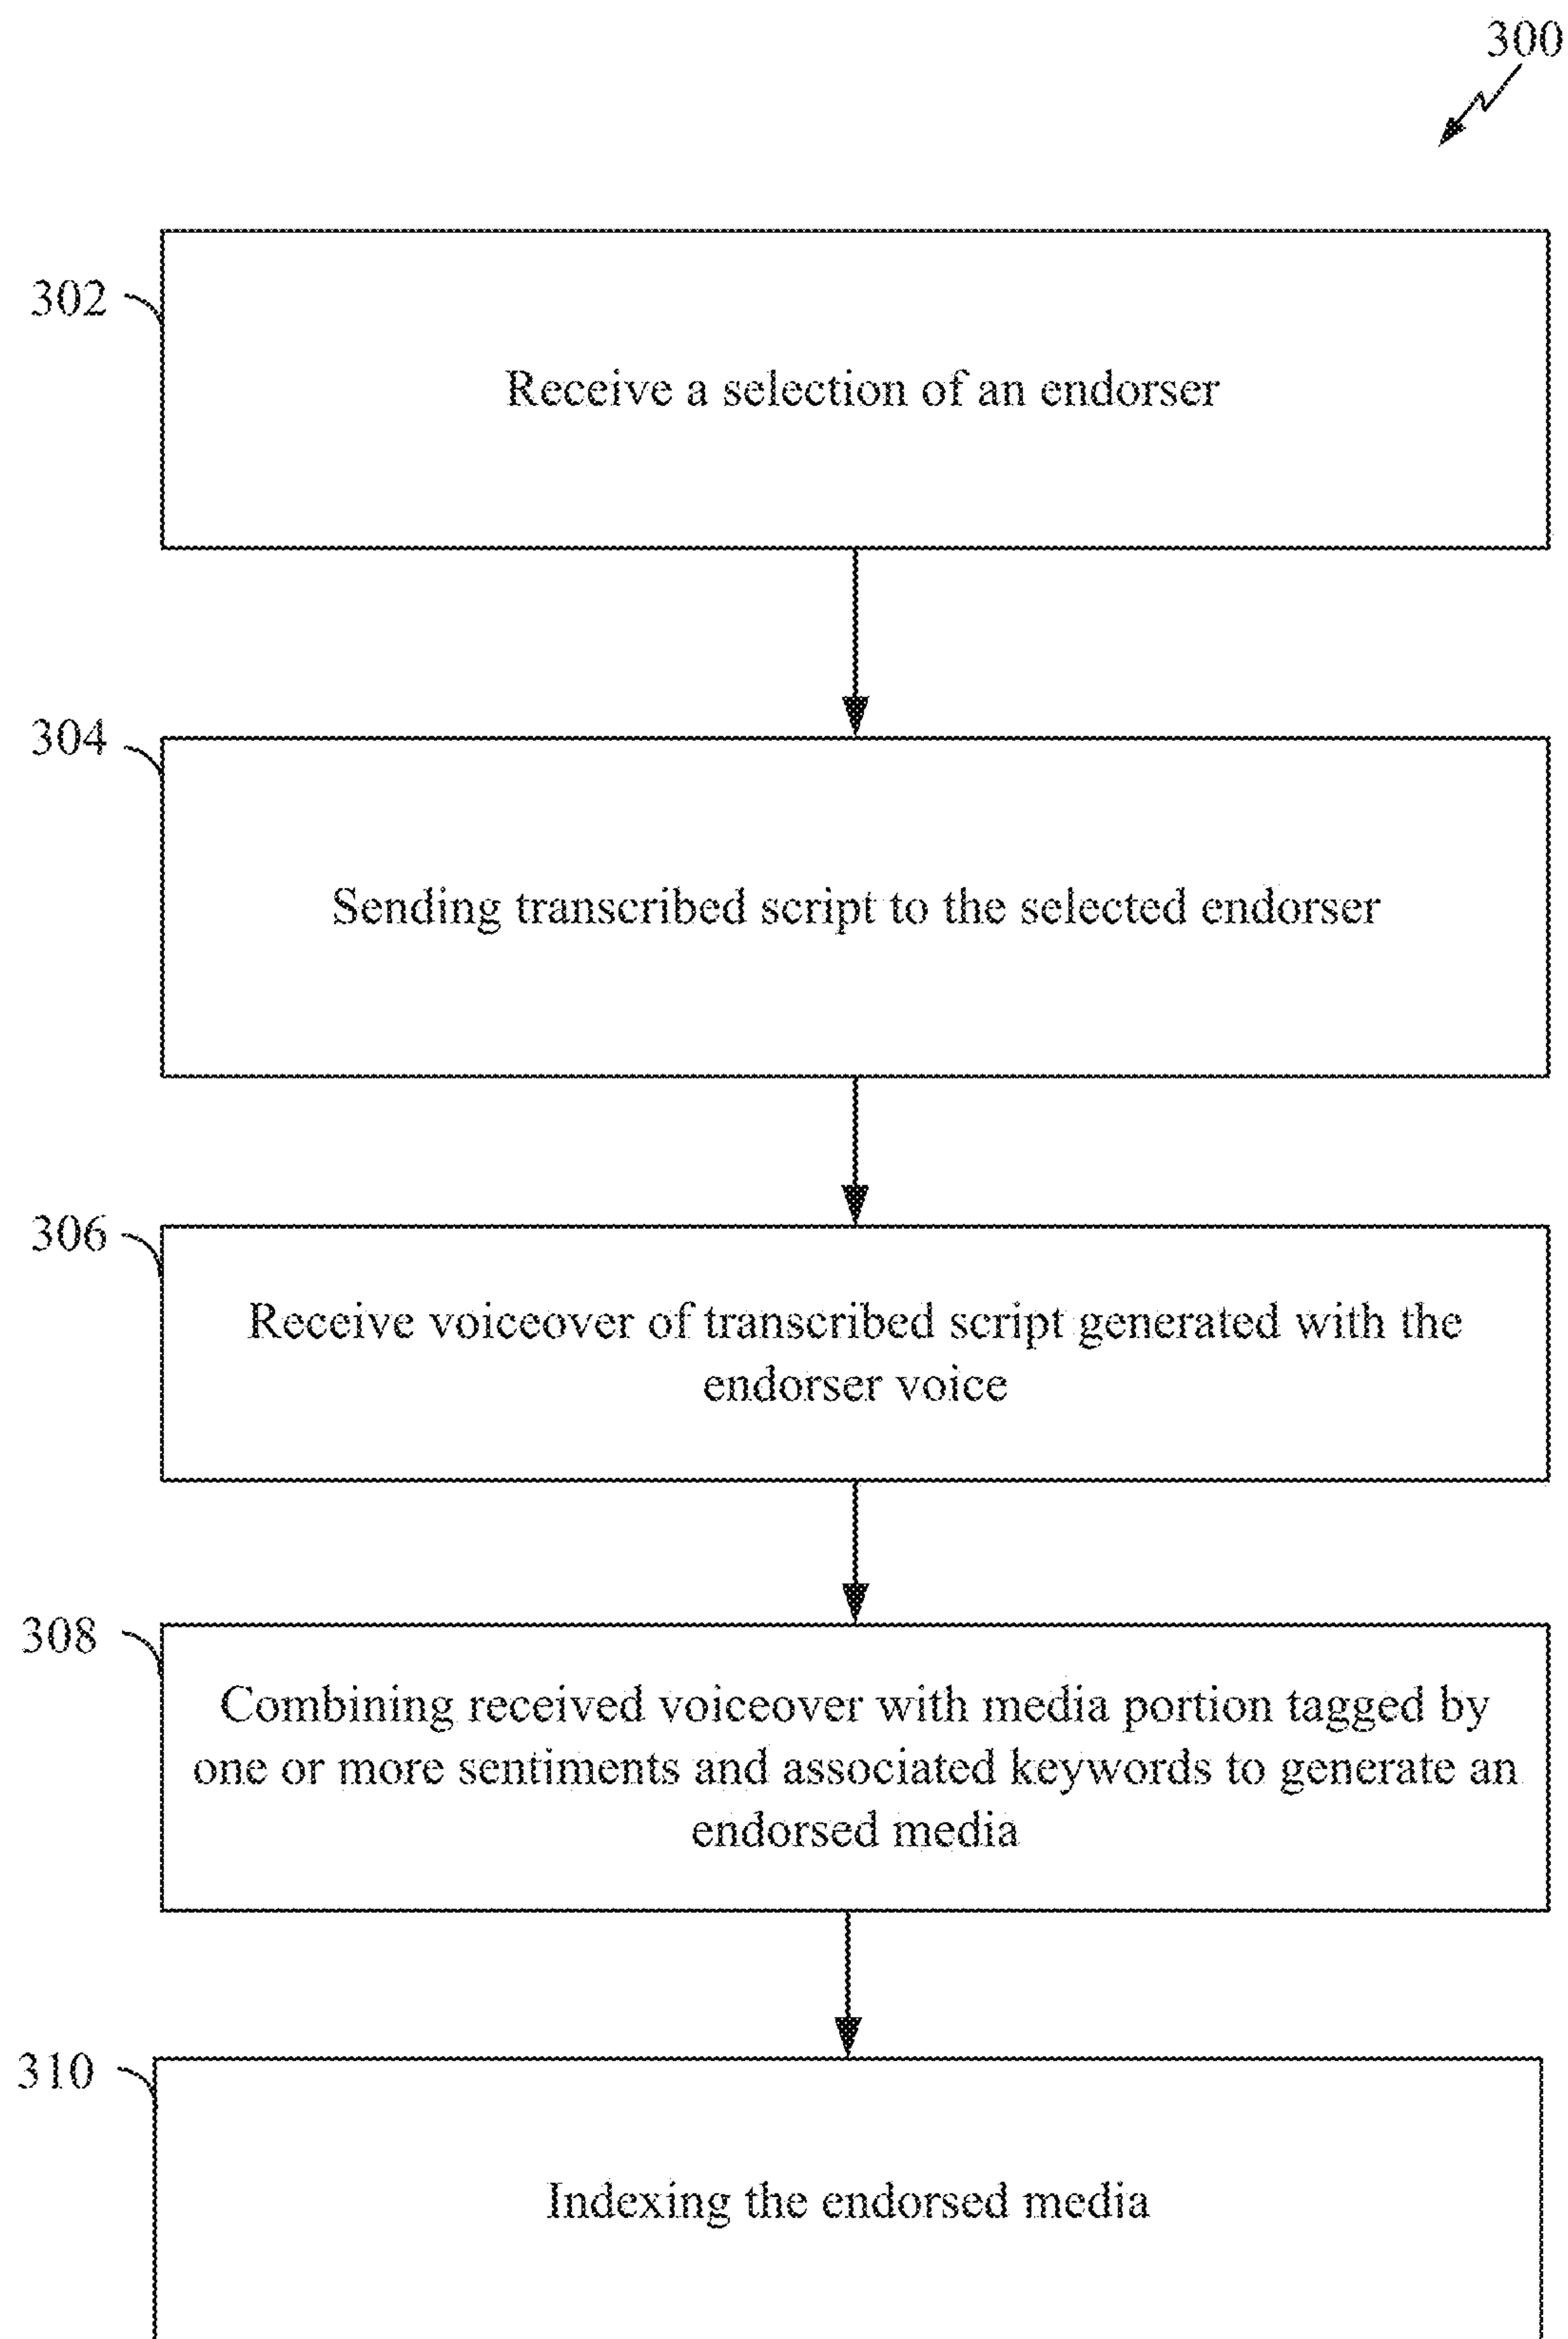 300
302
Receive a selection of an endorser
304
Sending transcribed script to the selected endorser
306
Receive voiceover of transcribed script generated with the
endorser voice
308
Combining received voiceover with media portion tagged by
one or more sentiments and associated keywords to generate an
endorsed media
310
Indexing the endorsed media